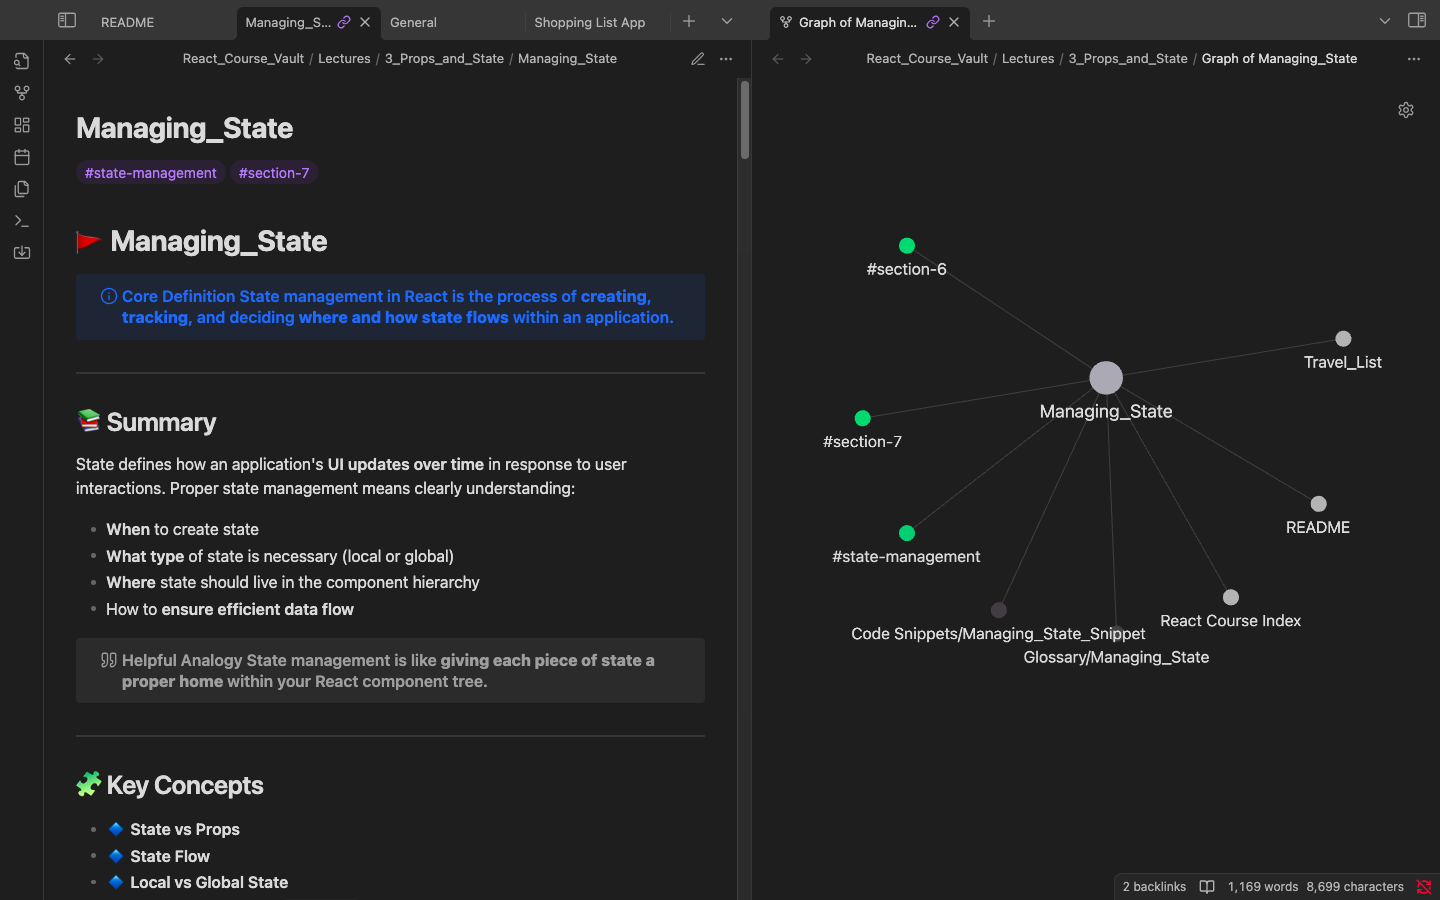 README
Managing_S...
General
Shopping List App
Graph of Managin...
React_Course_Vault / Lectures / 3_Props_and_State / Managing_State
React_Course_Vault / Lectures / 3_Props_and_State / Graph of Managing_State
Managing_State
#state-management #section-7
Managing_State
Core Definition State management in React is the process of creating,
tracking, and deciding where and how state flows within an application.
Summary
State defines how an application's UI updates over time in response to user
interactions. Proper state management means clearly understanding:
When to create state
What type of state is necessary (local or global)
Where state should live in the component hierarchy
How to ensure efficient data flow
Helpful Analogy State management is like giving each piece of state a
proper home within your React component tree.
Key Concepts
State vs Props
State Flow
Local vs Global State
#section-6
Travel_List
Managing_State
#section-7
README
#state-management
React Course Index
Code Snippets/Managing_State_Snippet
Glossary/Managing_State
2 backlinks 1,169 words 8,699 characters